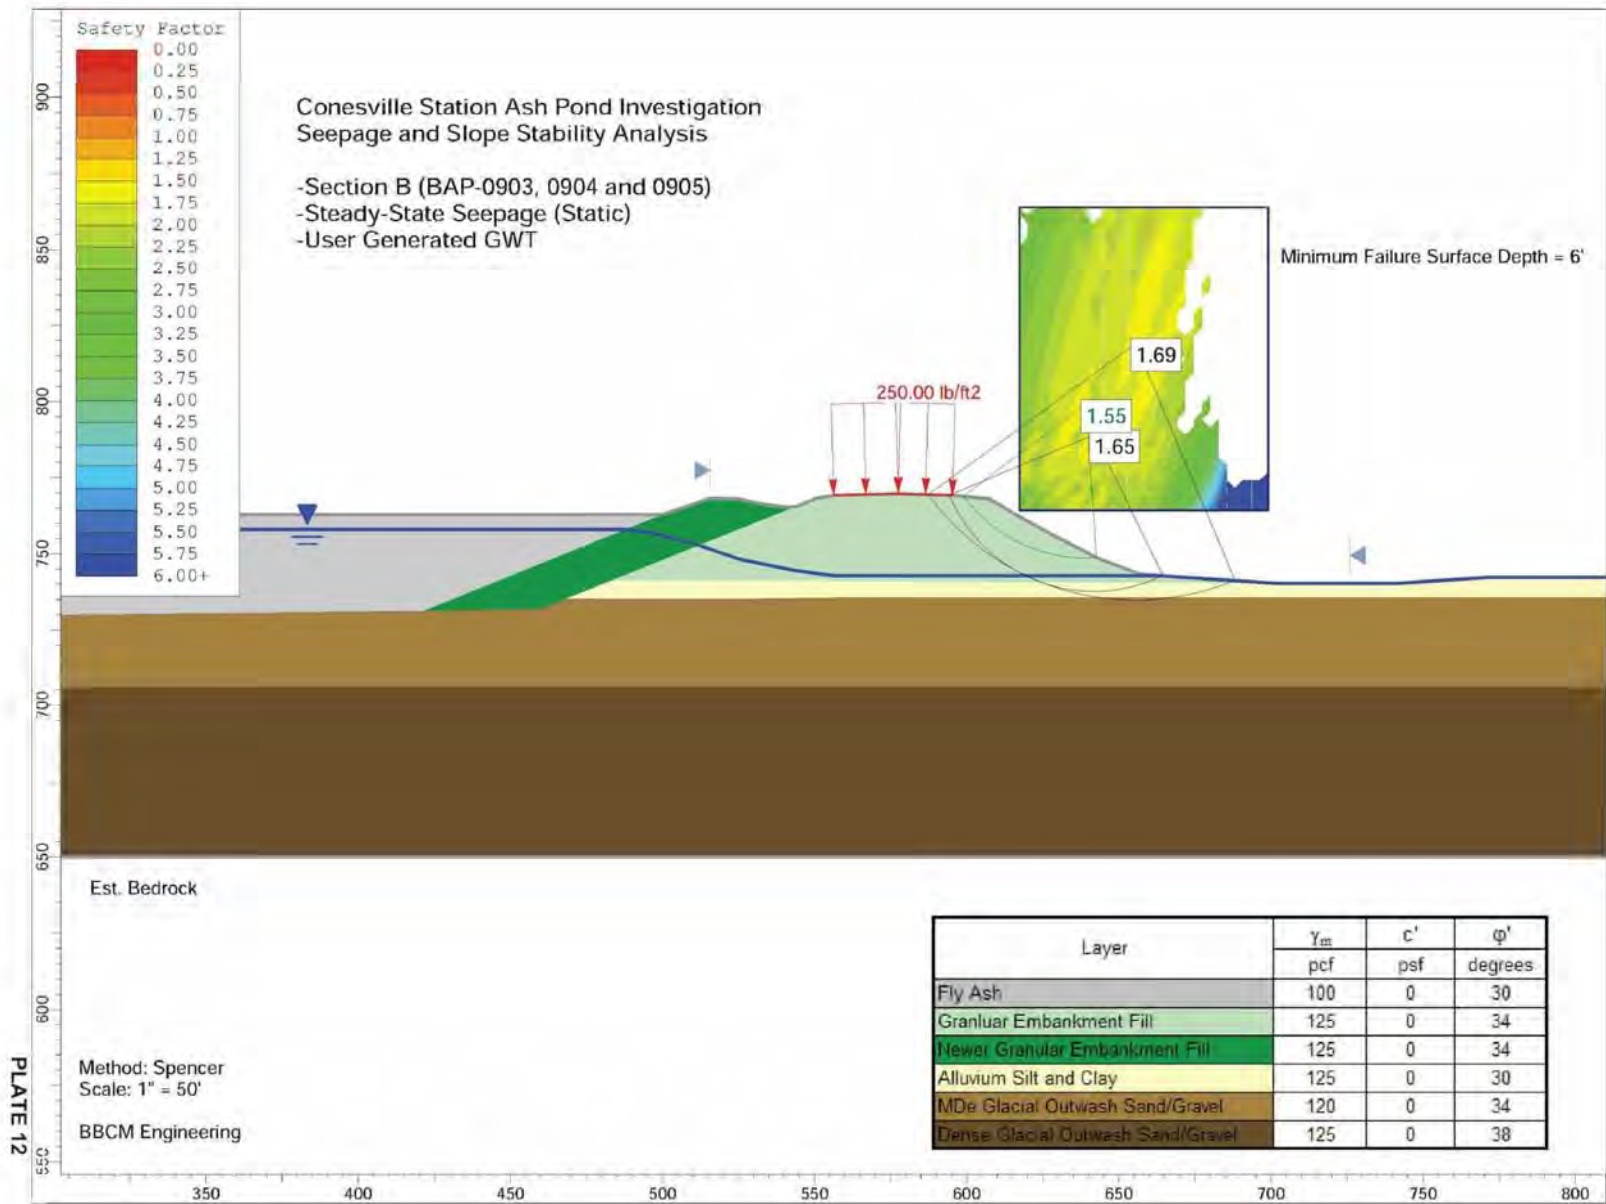 Safety Factor
0.00
0.25
0.50
0.75
1.00
1.25
1.50
1.75
2.00
2.25
2.50
2.75
3.00
3.25
3.50
3.75
4.00
4.25
4.50
4.75
5.00
5.25
5.50
5.75
6.00+
Conesville Station Ash Pond Investigation
Seepage and Slope Stability Analysis
-Section B (BAP-0903, 0904 and 0905)
-Steady-State Seepage (Static)
-User Generated GWT
Minimum Failure Surface Depth = 6'
1.69
1.55
1.65
250.00 lb/ft2
900
850
800
750
700
650
600
550
Est. Bedrock
Method: Spencer
Scale: 1" = 50'
BBCM Engineering
PLATE 12
Layer γm c' φ'
pcf psf degrees
Fly Ash 100 0 30
Granluar Embankment Fill 125 0 34
Newer Granular Embankment Fill 125 0 34
Alluvium Silt and Clay 125 0 30
MDe Glacial Outwash Sand/Gravel 120 0 34
Dense Glacial Outwash Sand/Gravel 125 0 38
350 400 450 500 550 600 650 700 750 800